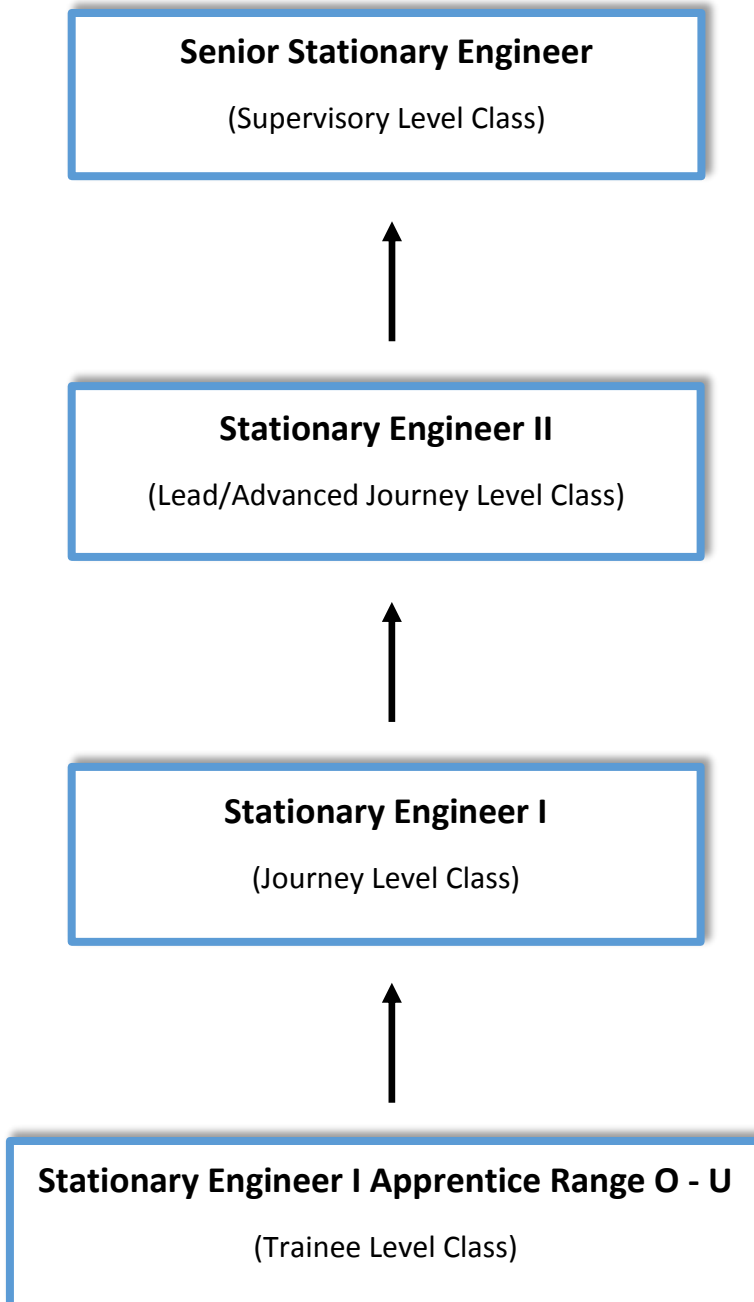 Senior Stationary Engineer
(Supervisory Level Class)
Stationary Engineer II
(Lead/Advanced Journey Level Class)
Stationary Engineer I
(Journey Level Class)
Stationary Engineer I Apprentice Range O - U
(Trainee Level Class)